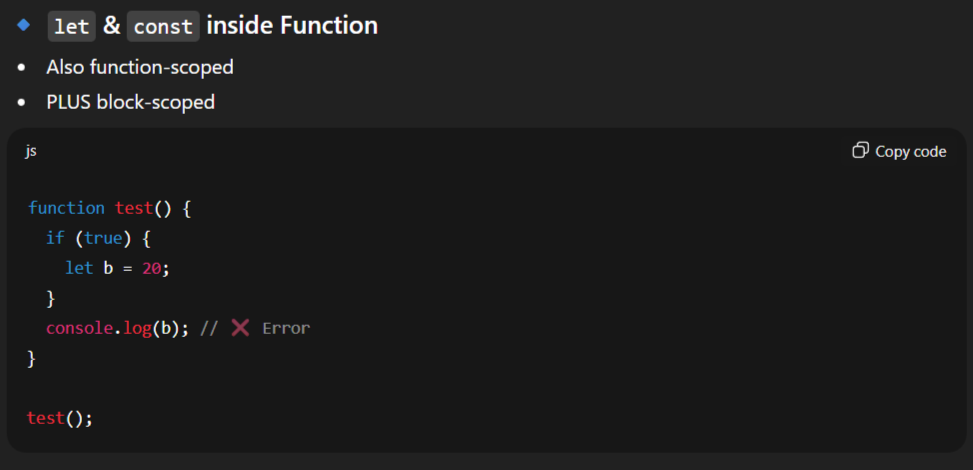 let & const inside Function
Also function-scoped
PLUS block-scoped
js
Copy code
function test() {
if (true) {
let b = 20;
}
console.log(b); // ❌ Error
}
test();